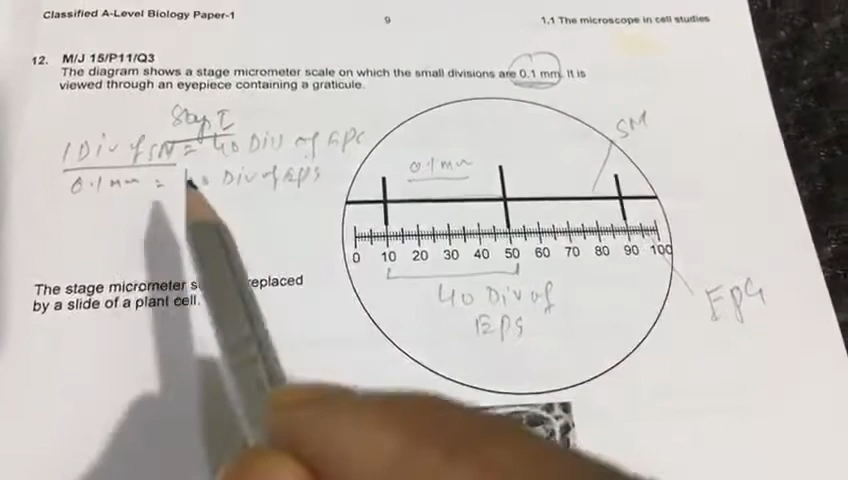 Classified A-Level Biology Paper-1
9
1.1 The microscope in cell studies
12. M/J 15/P11/Q3
The diagram shows a stage micrometer scale on which the small divisions are 0.1 mm. It is
viewed through an eyepiece containing a graticule.
Step I
1 Div of SM = 40 Div of EPG
0.1 mm = 40 Div of EPG
SM
0.1 mm
0 10 20 30 40 50 60 70 80 90 100
40 Div of
EPG
EPG
The stage micrometer replaced
by a slide of a plant cell.